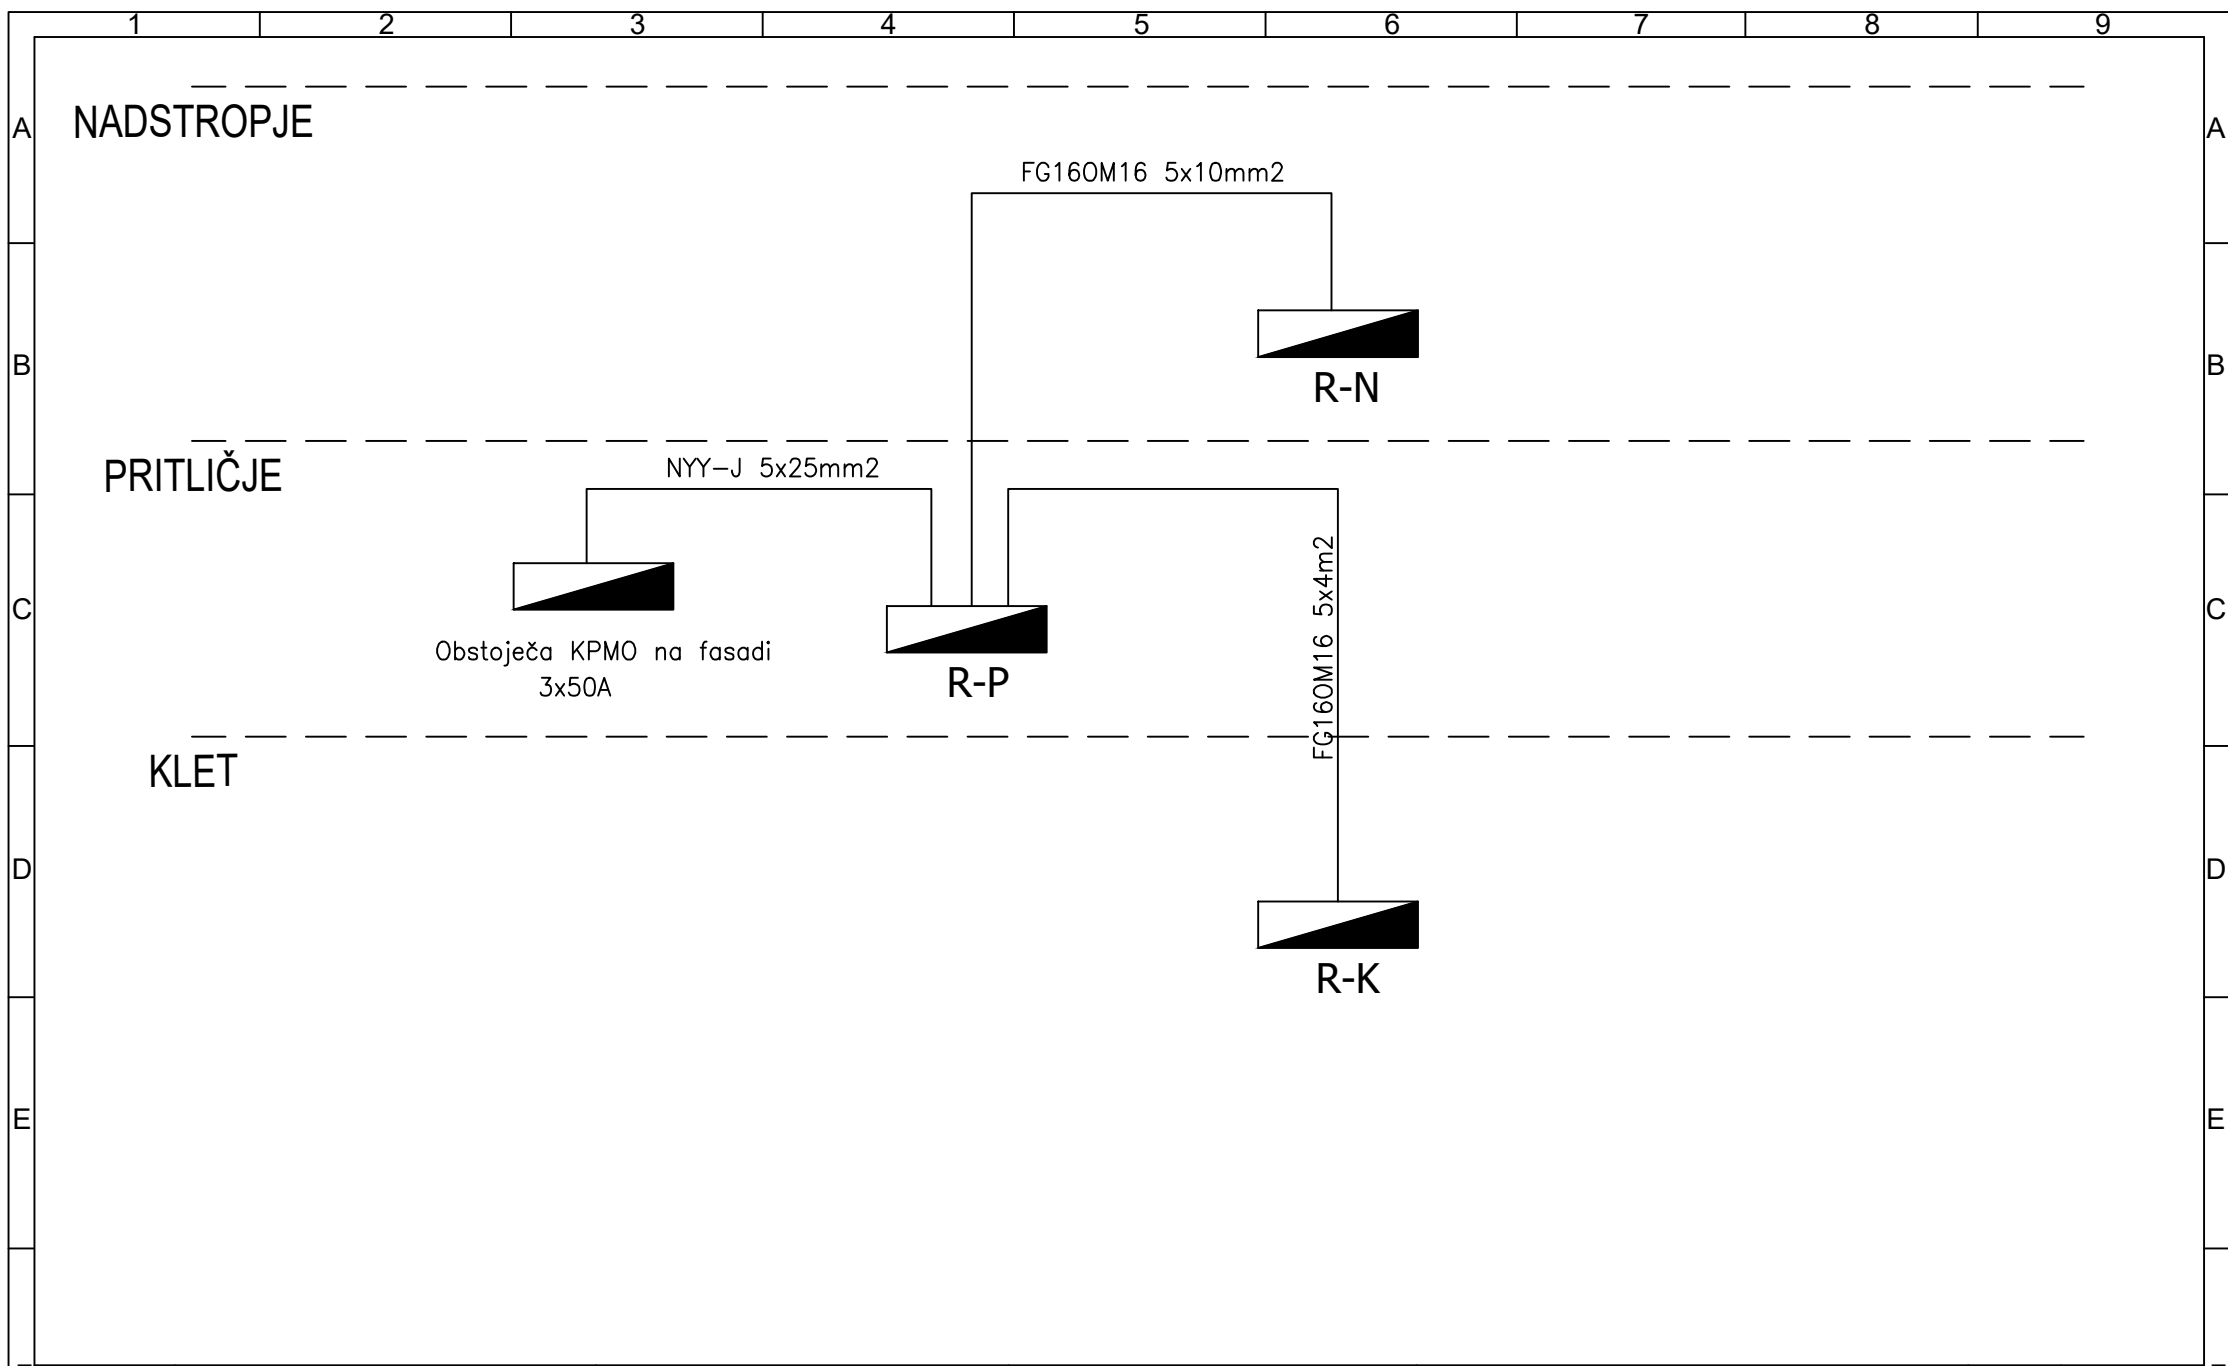 1 2 3 4 5 6 7 8 9
A NADSTROPJE A
FG16OM16 5x10mm2
B B
R-N
PRITLIČJE
NYY-J 5x25mm2
FG16OM16 5x4m2
C C
Obstoječa KPMO na fasadi
3x50A
R-P
KLET
D D
R-K
E E